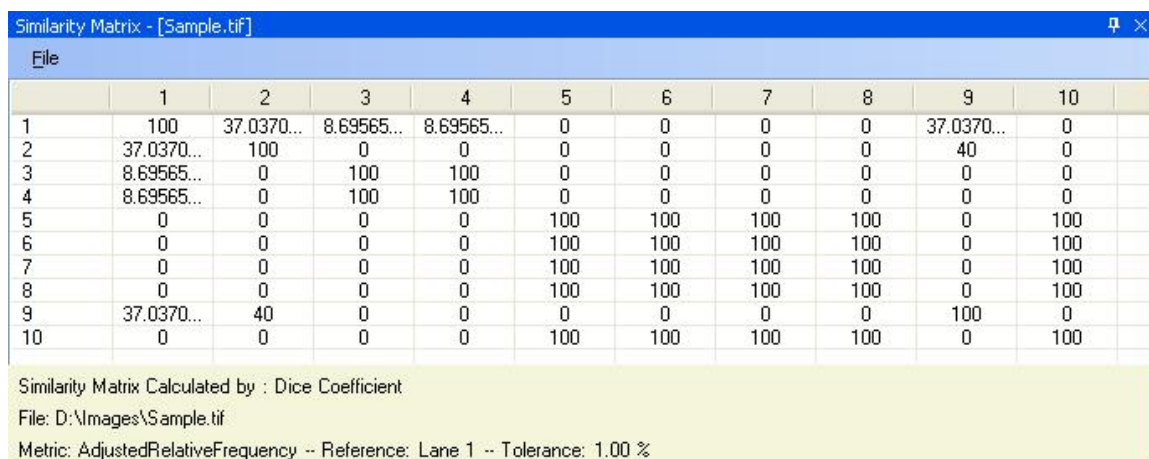 Similarity Matrix - [Sample.tif]
File
1 2 3 4 5 6 7 8 9 10
1 100 37.0370... 8.69565... 8.69565... 0 0 0 0 37.0370... 0
2 37.0370... 100 0 0 0 0 0 0 40 0
3 8.69565... 0 100 100 0 0 0 0 0 0
4 8.69565... 0 100 100 0 0 0 0 0 0
5 0 0 0 0 100 100 100 100 0 100
6 0 0 0 0 100 100 100 100 0 100
7 0 0 0 0 100 100 100 100 0 100
8 0 0 0 0 100 100 100 100 0 100
9 37.0370... 40 0 0 0 0 0 0 100 0
10 0 0 0 0 100 100 100 100 0 100
Similarity Matrix Calculated by : Dice Coefficient
File: D:\Images\Sample.tif
Metric: AdjustedRelativeFrequency -- Reference: Lane 1 -- Tolerance: 1.00 %